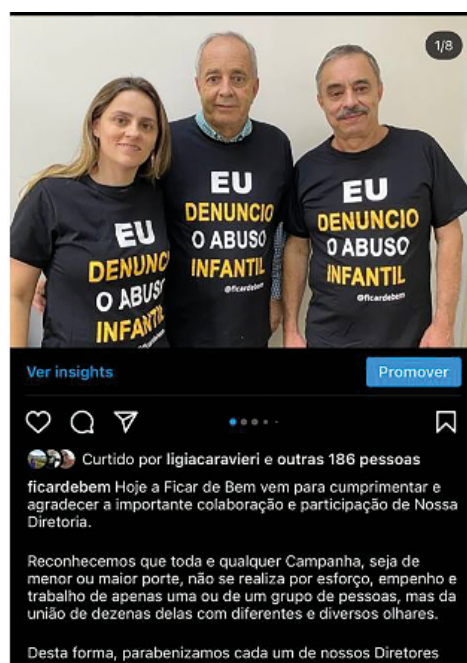 1/8
EU
DENUNC
O ABUS
INFANTIL
EU
DENUNCIO
O ABUSO
INFANTIL
@ficardebem
EU
DENUNCIO
O ABUSO
INFANTIL
@ficardebem
Ver insights
Promover
Curtido por ligiacaravieri e outras 186 pessoas
ficardebem Hoje a Ficar de Bem vem para cumprimentar e
agradecer a importante colaboração e participação de Nossa
Diretoria.
Reconhecemos que toda e qualquer Campanha, seja de
menor ou maior porte, não se realiza por esforço, empenho e
trabalho de apenas uma ou de um grupo de pessoas, mas da
união de dezenas delas com diferentes e diversos olhares.
Desta forma, parabenizamos cada um de nossos Diretores